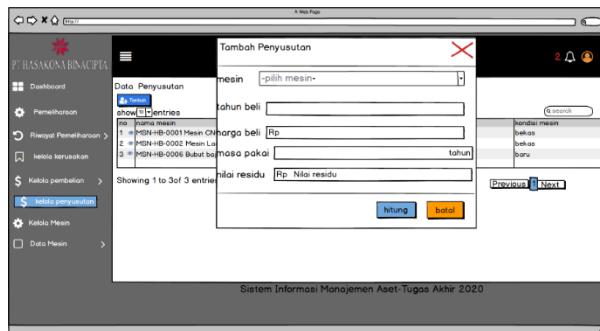 A Web Page
http://
PT HASAKONA BINACIPTA
2
Dashboard
Pemeliharaan
Riwayat Pemeliharaan >
kelola kerusakan
Kelola pembelian >
kelola penyusutan
Kelola Mesin
Data Mesin >
Data Penyusutan
Tambah
show 10 entries
search
no nama mesin kondisi mesin
1 MSN-HB-0001 Mesin CN bekas
2 MSN-HB-0002 Mesin La bekas
3 MSN-HB-0006 Bubut ba baru
Showing 1 to 3of 3 entries
Previous 1 Next
Tambah Penyusutan
mesin -pilih mesin-
tahun beli
harga beli Rp
masa pakai tahun
nilai residu Rp Nilai residu
hitung batal
Sistem Informasi Manajemen Aset-Tugas Akhir 2020